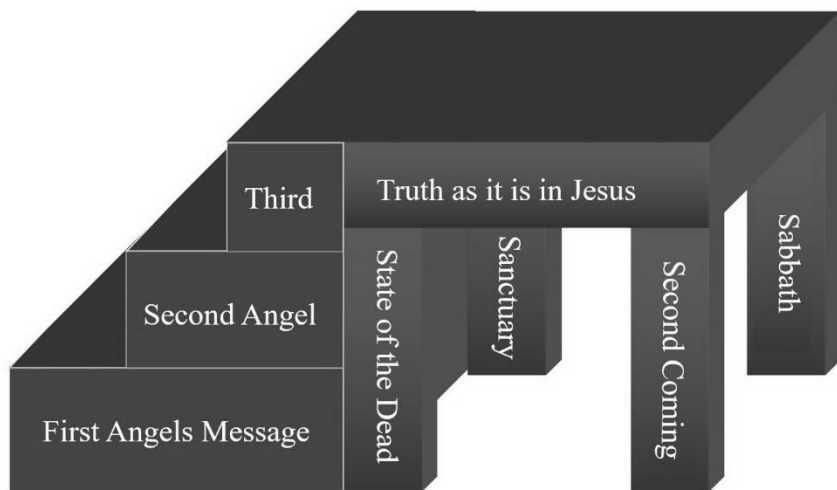 Third
Truth as it is in Jesus
Second Angel
First Angels Message
State of the Dead
Sanctuary
Second Coming
Sabbath